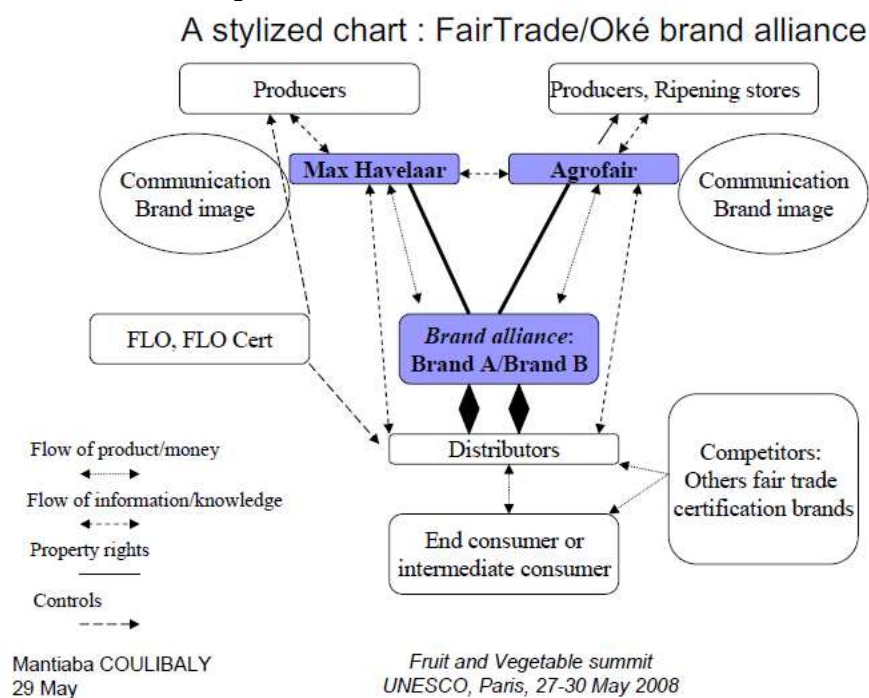 A stylized chart : FairTrade/Oké brand alliance
Producers
Producers, Ripening stores
Communication
Brand image
Max Havelaar
Agrofair
Communication
Brand image
FLO, FLO Cert
Brand alliance:
Brand A/Brand B
Flow of product/money
Distributors
Competitors:
Others fair trade
certification brands
Flow of information/knowledge
End consumer or
intermediate consumer
Property rights
Controls
Mantiaba COULIBALY
29 May
Fruit and Vegetable summit
UNESCO, Paris, 27-30 May 2008